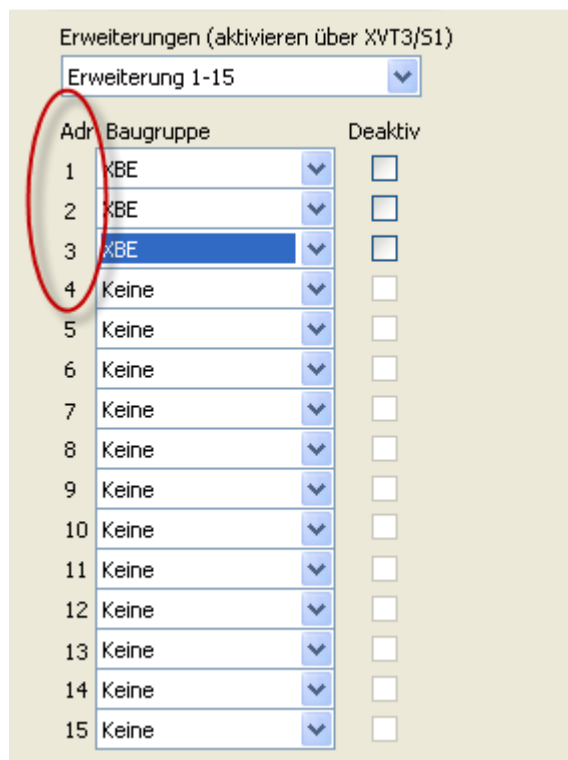 Erweiterungen (aktivieren über XVT3/S1)
Erweiterung 1-15
Adr Baugruppe Deaktiv
1 XBE
2 XBE
3 XBE
4 Keine
5 Keine
6 Keine
7 Keine
8 Keine
9 Keine
10 Keine
11 Keine
12 Keine
13 Keine
14 Keine
15 Keine